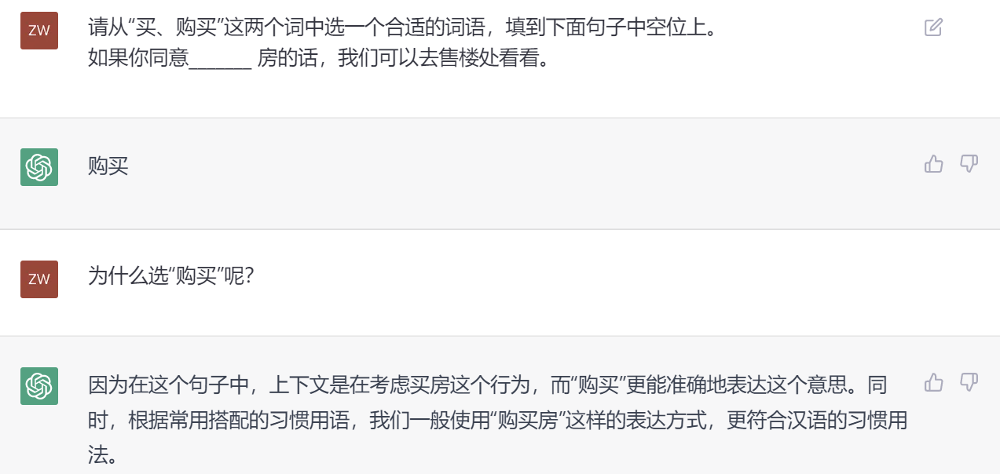 ZW
请从“买、购买”这两个词中选一个合适的词语，填到下面句子中空位上。
如果你同意_______ 房的话，我们可以去售楼处看看。
购买
ZW
为什么选“购买”呢？
因为在这个句子中，上下文是在考虑买房这个行为，而“购买”更能准确地表达这个意思。同
时，根据常用搭配的习惯用语，我们一般使用“购买房”这样的表达方式，更符合汉语的习惯用
法。